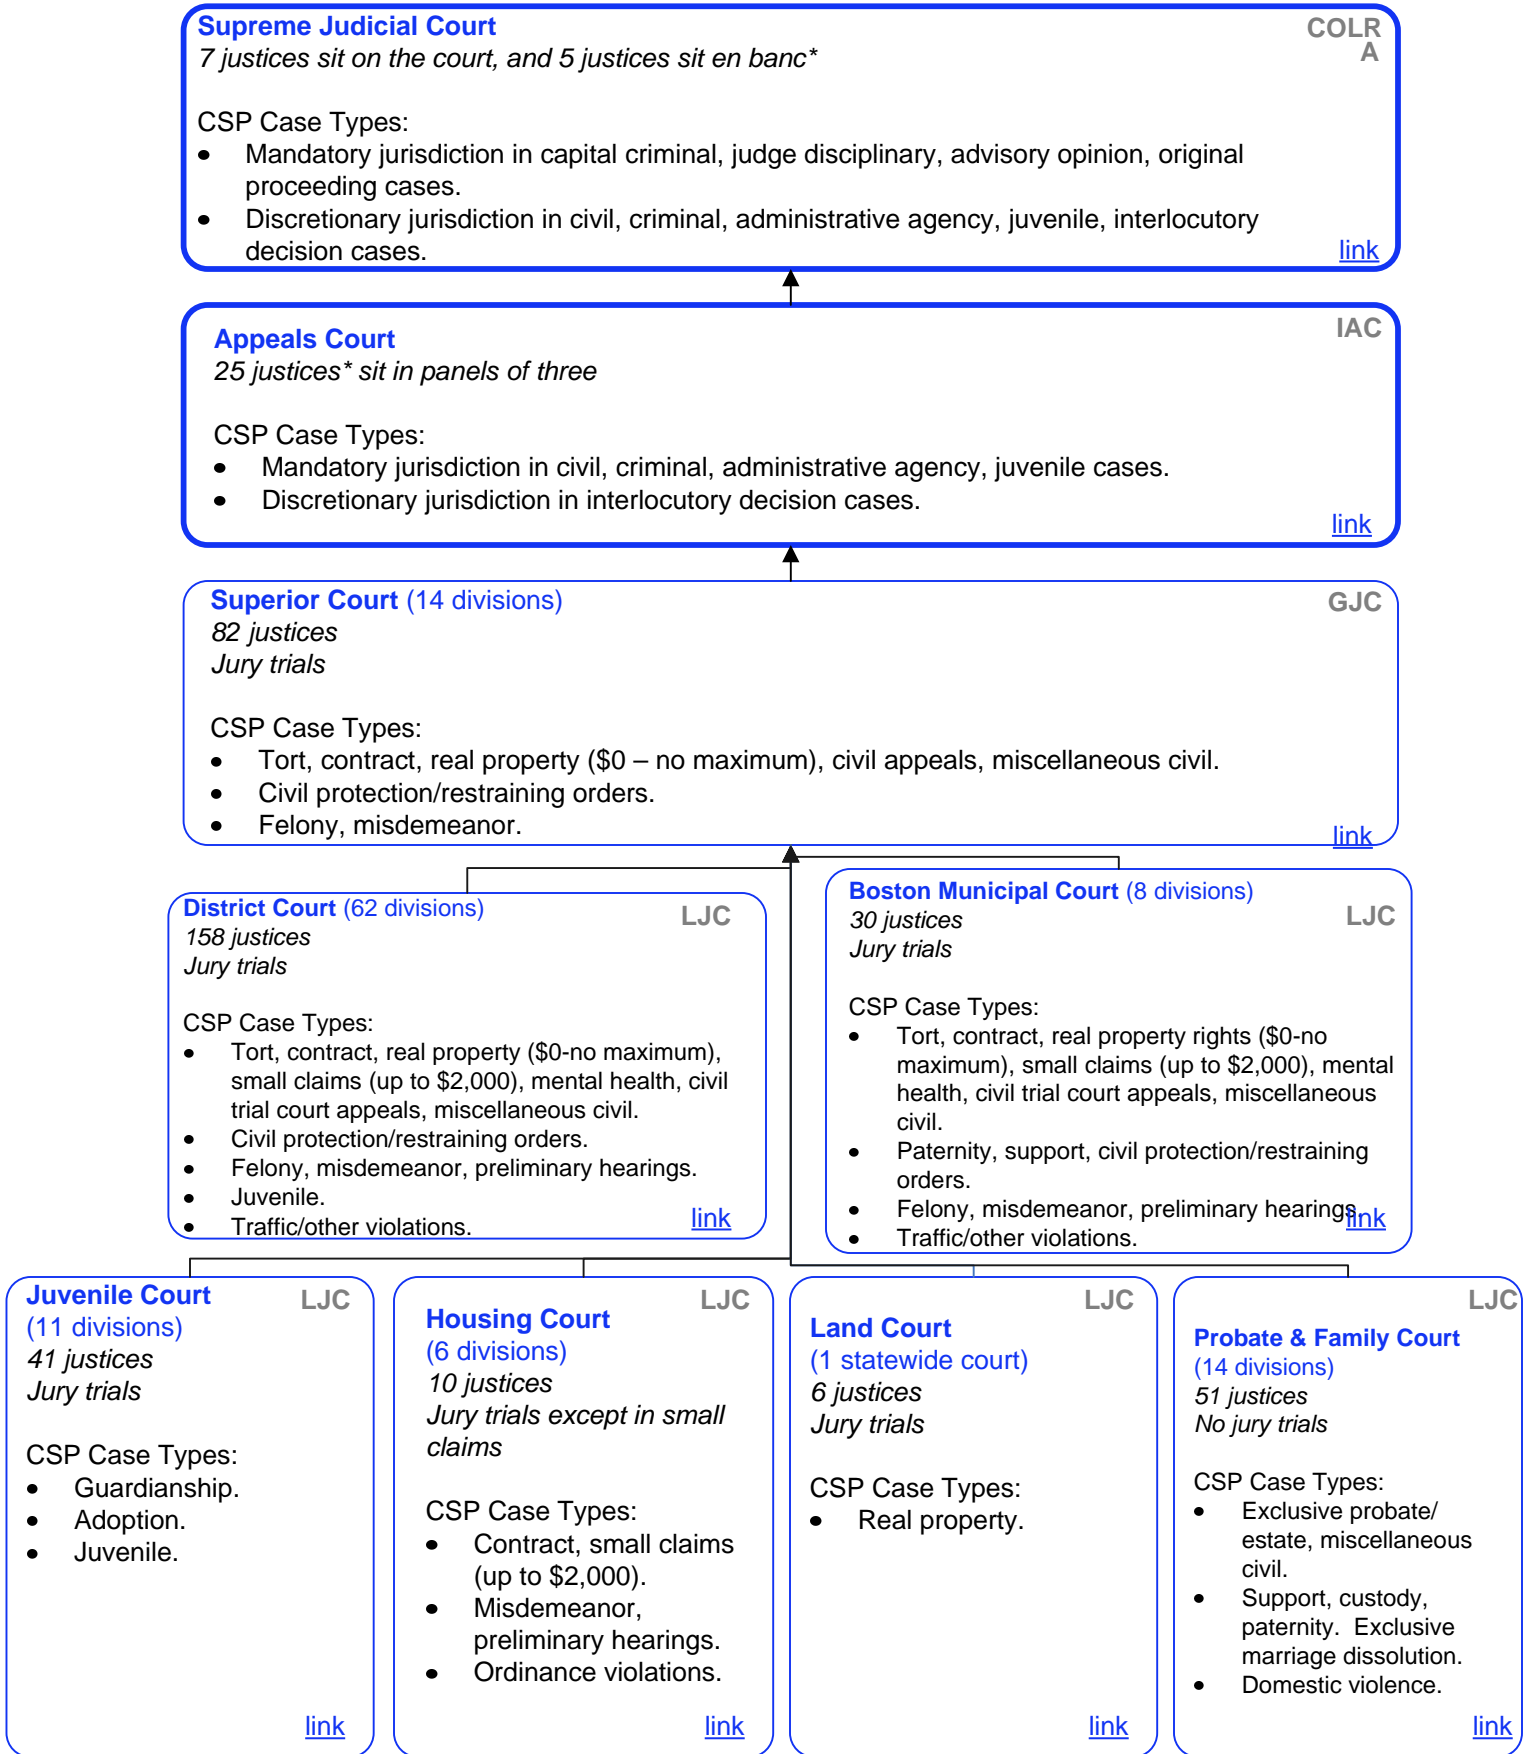 Supreme Judicial Court
COLR
A
7 justices sit on the court, and 5 justices sit en banc*
CSP Case Types:
• Mandatory jurisdiction in capital criminal, judge disciplinary, advisory opinion, original
proceeding cases.
• Discretionary jurisdiction in civil, criminal, administrative agency, juvenile, interlocutory
decision cases.
link
Appeals Court
IAC
25 justices* sit in panels of three
CSP Case Types:
• Mandatory jurisdiction in civil, criminal, administrative agency, juvenile cases.
• Discretionary jurisdiction in interlocutory decision cases.
link
Superior Court (14 divisions)
GJC
82 justices
Jury trials
CSP Case Types:
• Tort, contract, real property ($0 – no maximum), civil appeals, miscellaneous civil.
• Civil protection/restraining orders.
• Felony, misdemeanor.
link
District Court (62 divisions)
LJC
158 justices
Jury trials
CSP Case Types:
• Tort, contract, real property ($0-no maximum),
small claims (up to $2,000), mental health, civil
trial court appeals, miscellaneous civil.
• Civil protection/restraining orders.
• Felony, misdemeanor, preliminary hearings.
• Juvenile.
• Traffic/other violations.
link
Boston Municipal Court (8 divisions)
LJC
30 justices
Jury trials
CSP Case Types:
• Tort, contract, real property rights ($0-no
maximum), small claims (up to $2,000), mental
health, civil trial court appeals, miscellaneous
civil.
• Paternity, support, civil protection/restraining
orders.
• Felony, misdemeanor, preliminary hearings.
link
• Traffic/other violations.
Juvenile Court
LJC
(11 divisions)
41 justices
Jury trials
CSP Case Types:
• Guardianship.
• Adoption.
• Juvenile.
link
LJC
Housing Court
(6 divisions)
10 justices
Jury trials except in small
claims
CSP Case Types:
• Contract, small claims
(up to $2,000).
• Misdemeanor,
preliminary hearings.
• Ordinance violations.
link
LJC
Land Court
(1 statewide court)
6 justices
Jury trials
CSP Case Types:
• Real property.
link
LJC
Probate & Family Court
(14 divisions)
51 justices
No jury trials
CSP Case Types:
• Exclusive probate/
estate, miscellaneous
civil.
• Support, custody,
paternity.  Exclusive
marriage dissolution.
• Domestic violence.
link